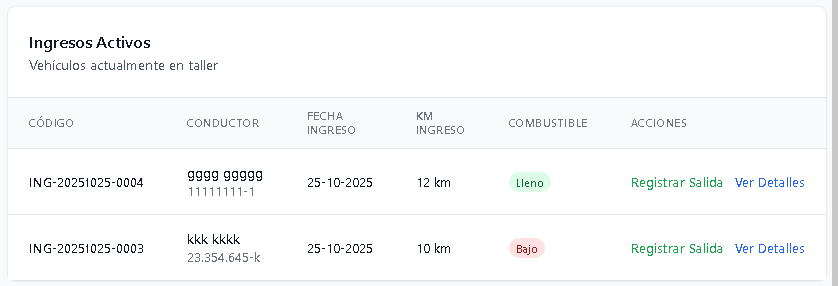 Ingresos Activos
Vehículos actualmente en taller
CÓDIGO CONDUCTOR FECHA INGRESO KM INGRESO COMBUSTIBLE ACCIONES
ING-20251025-0004 gggg ggggg 25-10-2025 12 km Lleno Registrar Salida Ver Detalles
11111111-1
ING-20251025-0003 kkk kkkk 25-10-2025 10 km Bajo Registrar Salida Ver Detalles
23.354.645-k